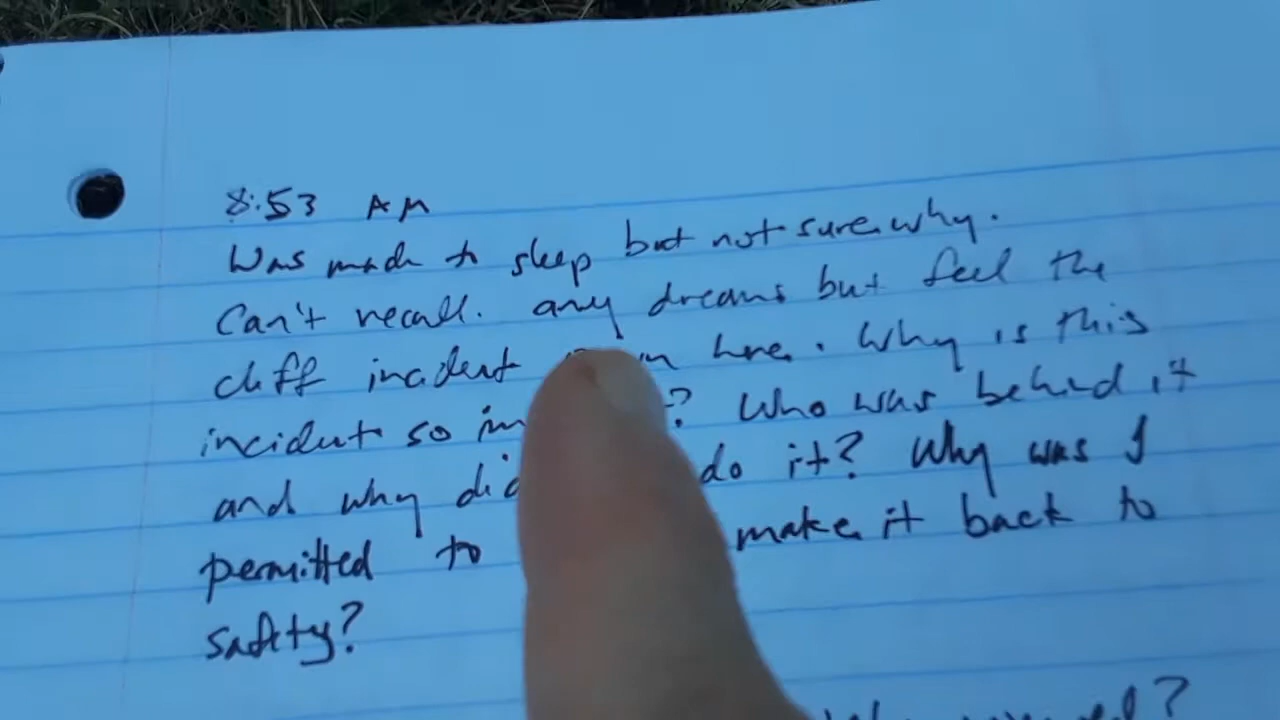 8:53 AM
Was made to sleep but not sure why.
Can't recall. any dreams but feel the
cliff incident in here. Why is this
incident so ? Who was behind it
and why do it? Why was I
permitted to make it back to
safety?
?